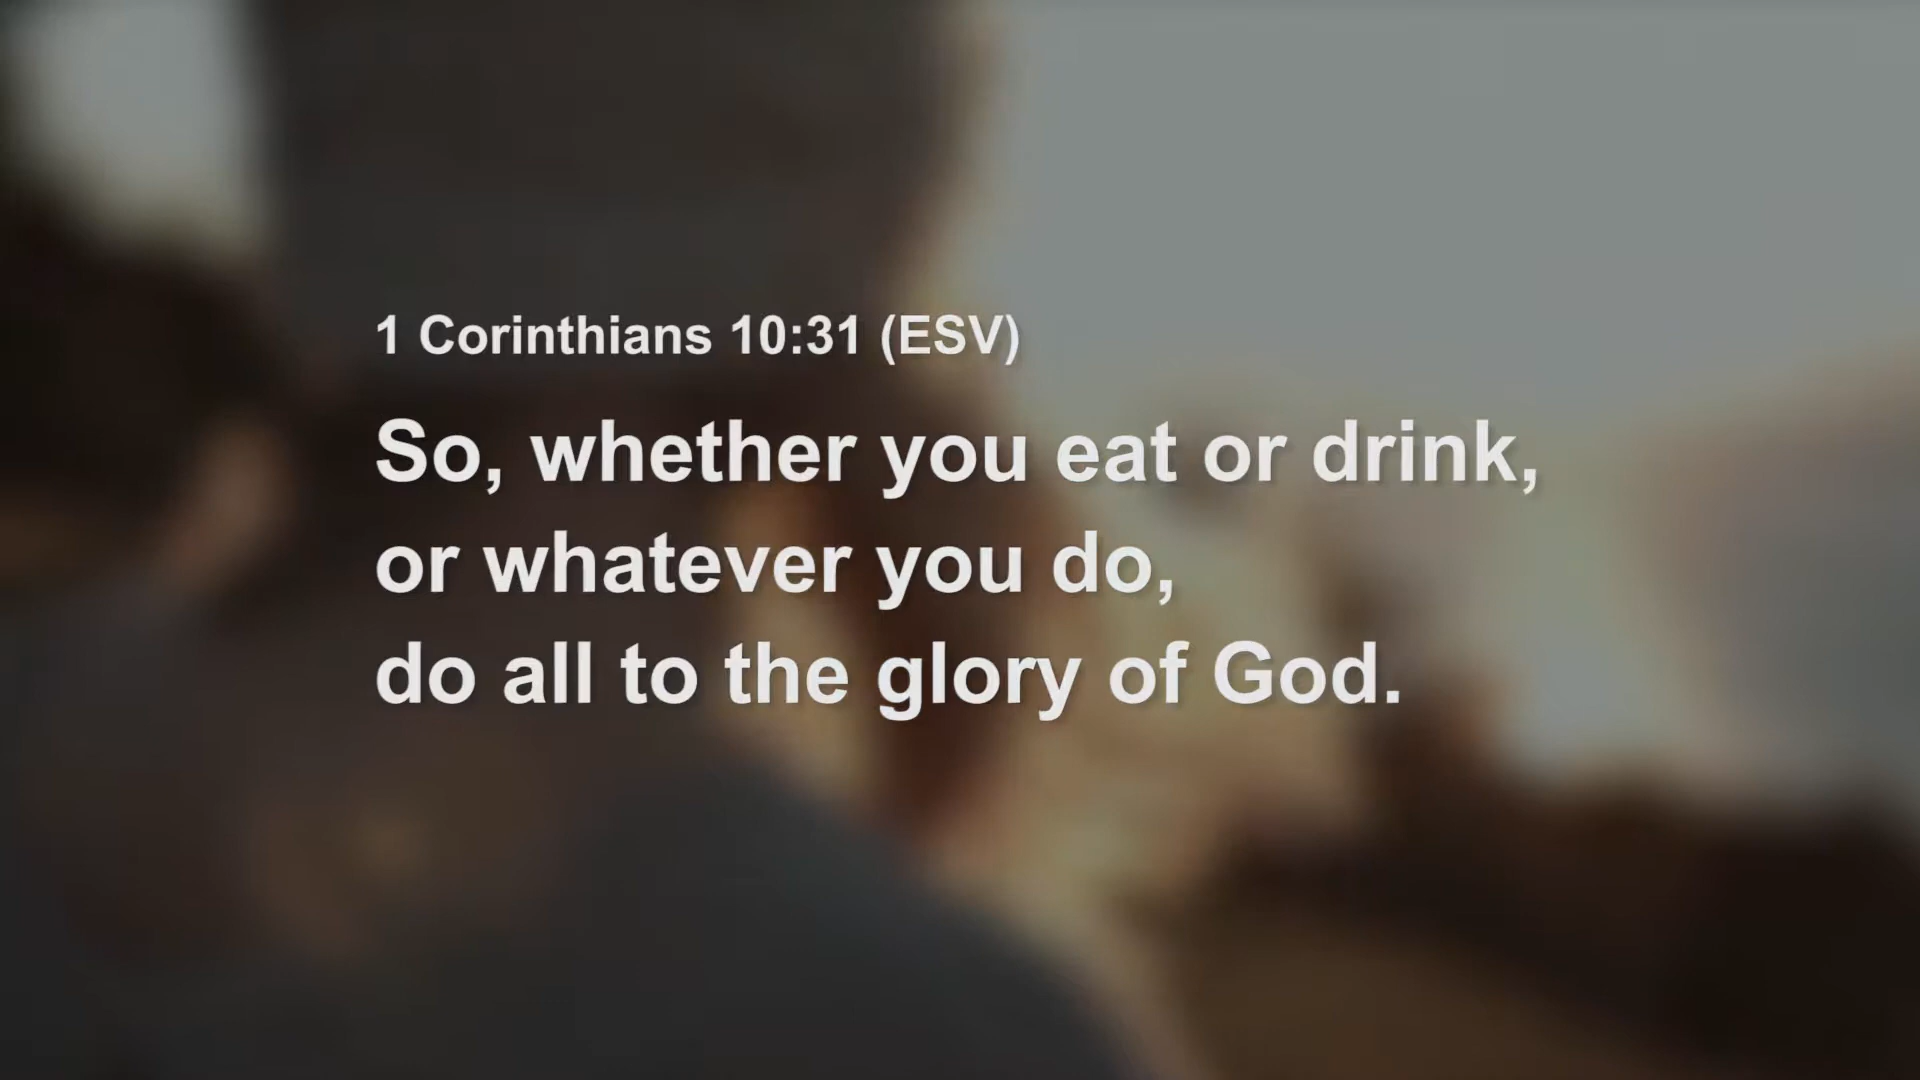 1 Corinthians 10:31 (ESV)
So, whether you eat or drink,
or whatever you do,
do all to the glory of God.